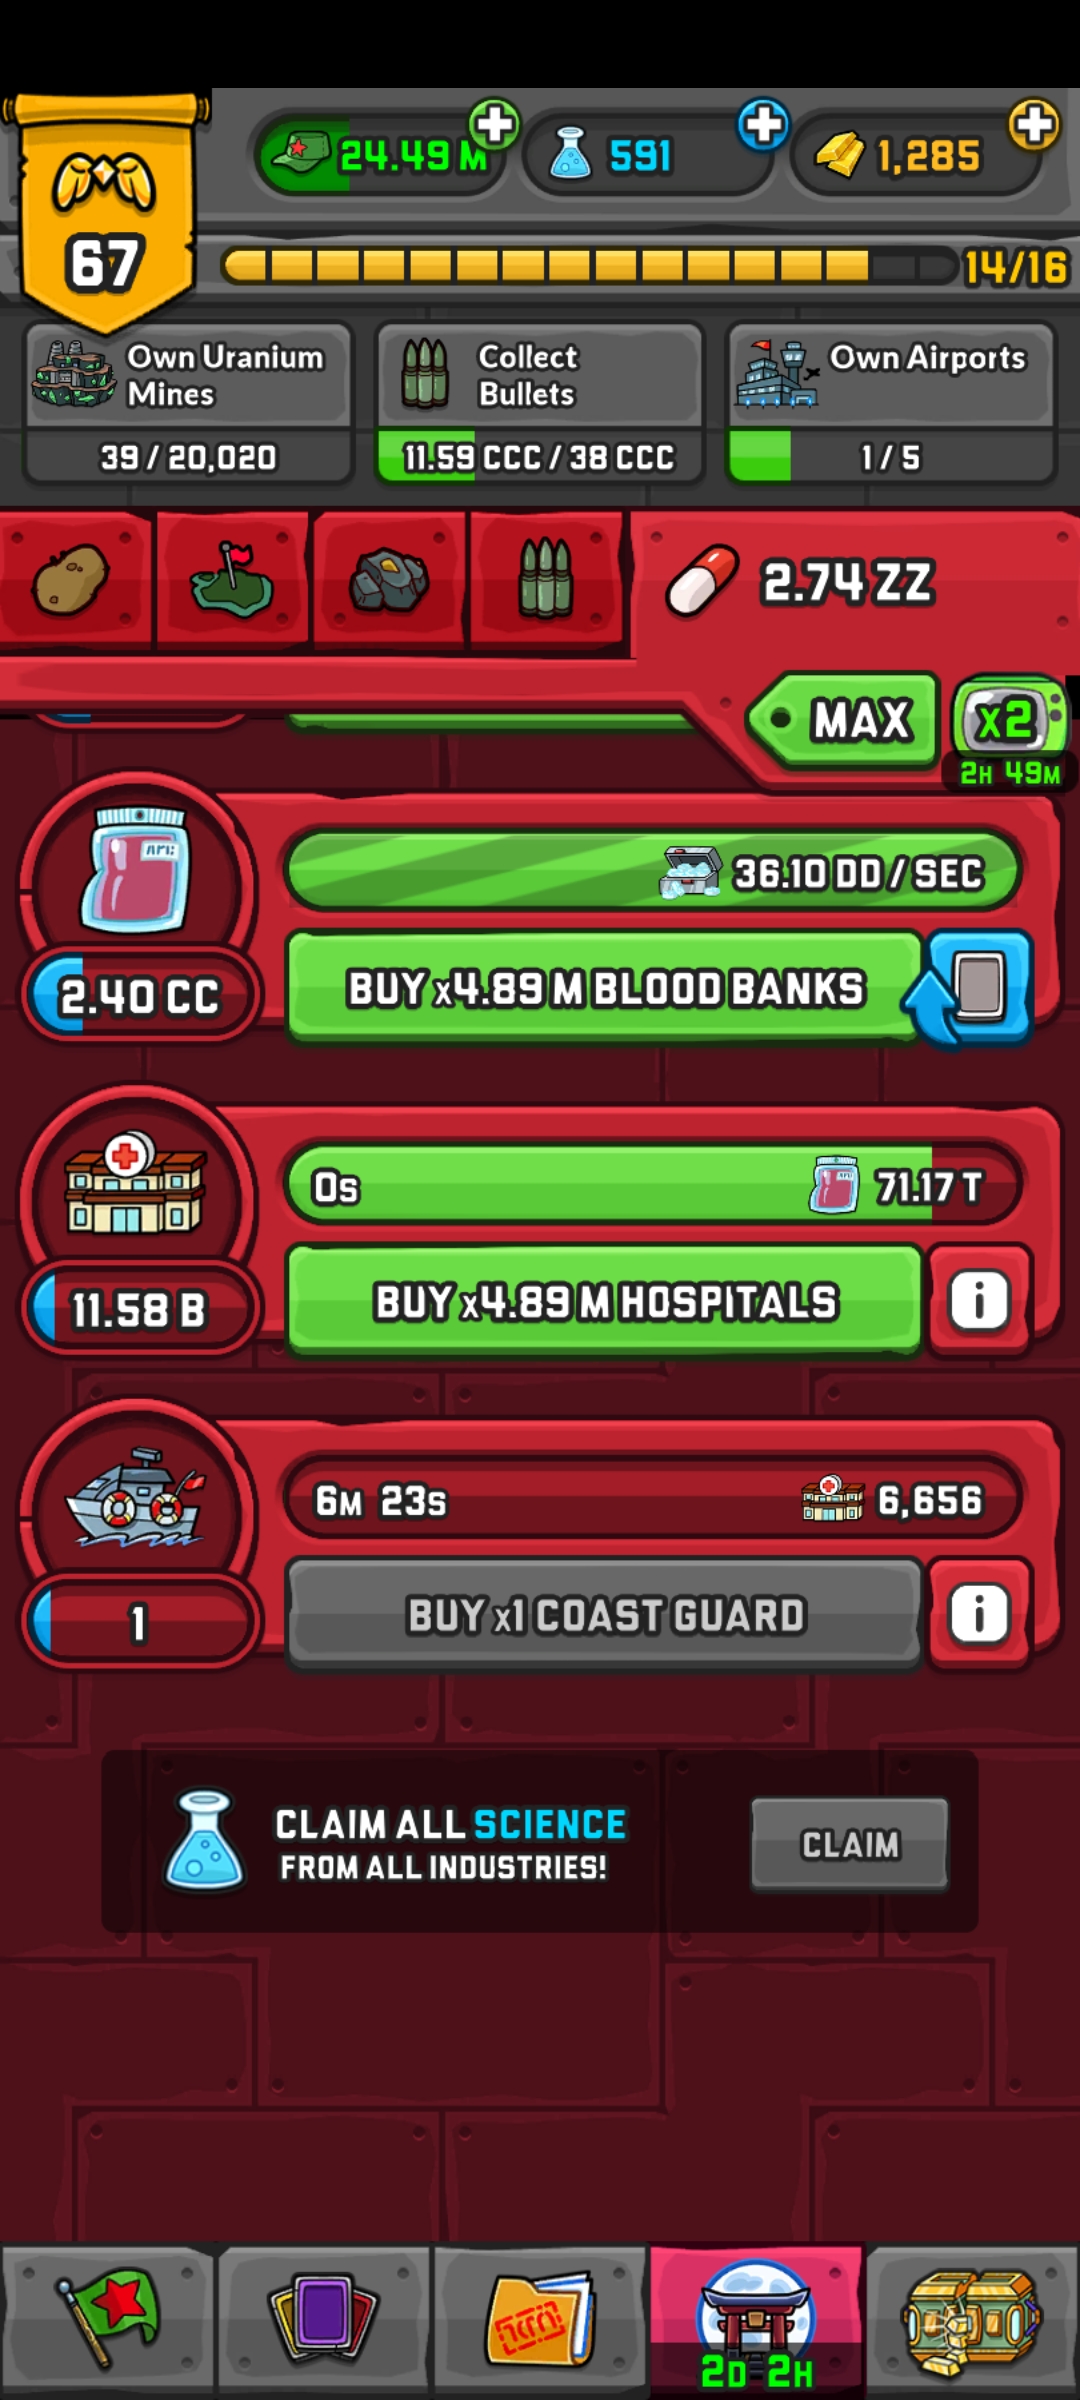 24.49 M
591
1,285
67
14/16
Own Uranium
Mines
Collect
Bullets
Own Airports
39 / 20,020
11.59 CCC / 38 CCC
1 / 5
2.74 ZZ
MAX
x2
2H 49M
36.10 DD / SEC
2.40 CC
BUY x4.89 M BLOOD BANKS
0s
71.17 T
11.58 B
BUY x4.89 M HOSPITALS
i
6M 23s
6,656
1
BUY x1 COAST GUARD
i
CLAIM ALL SCIENCE
FROM ALL INDUSTRIES!
CLAIM
2D 2H